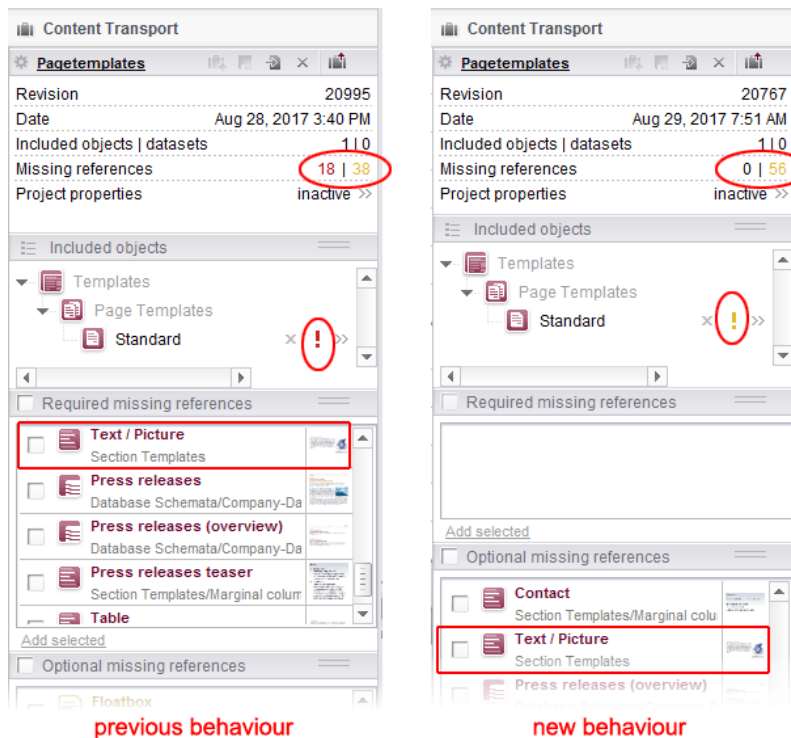 Content Transport
Pagetemplates
Revision 20995
Date Aug 28, 2017 3:40 PM
Included objects | datasets 1 | 0
Missing references 18 | 38
Project properties inactive >>
Included objects
Templates
Page Templates
Standard × ! >>
Required missing references
Text / Picture
Section Templates
Press releases
Database Schemata/Company-Da
Press releases (overview)
Database Schemata/Company-Da
Press releases teaser
Section Templates/Marginal colum
Table
Add selected
Optional missing references
Floatbox
previous behaviour
Content Transport
Pagetemplates
Revision 20767
Date Aug 29, 2017 7:51 AM
Included objects | datasets 1 | 0
Missing references 0 | 56
Project properties inactive >>
Included objects
Templates
Page Templates
Standard × ! >>
Required missing references
Add selected
Optional missing references
Contact
Section Templates/Marginal colu
Text / Picture
Section Templates
Press releases (overview)
new behaviour